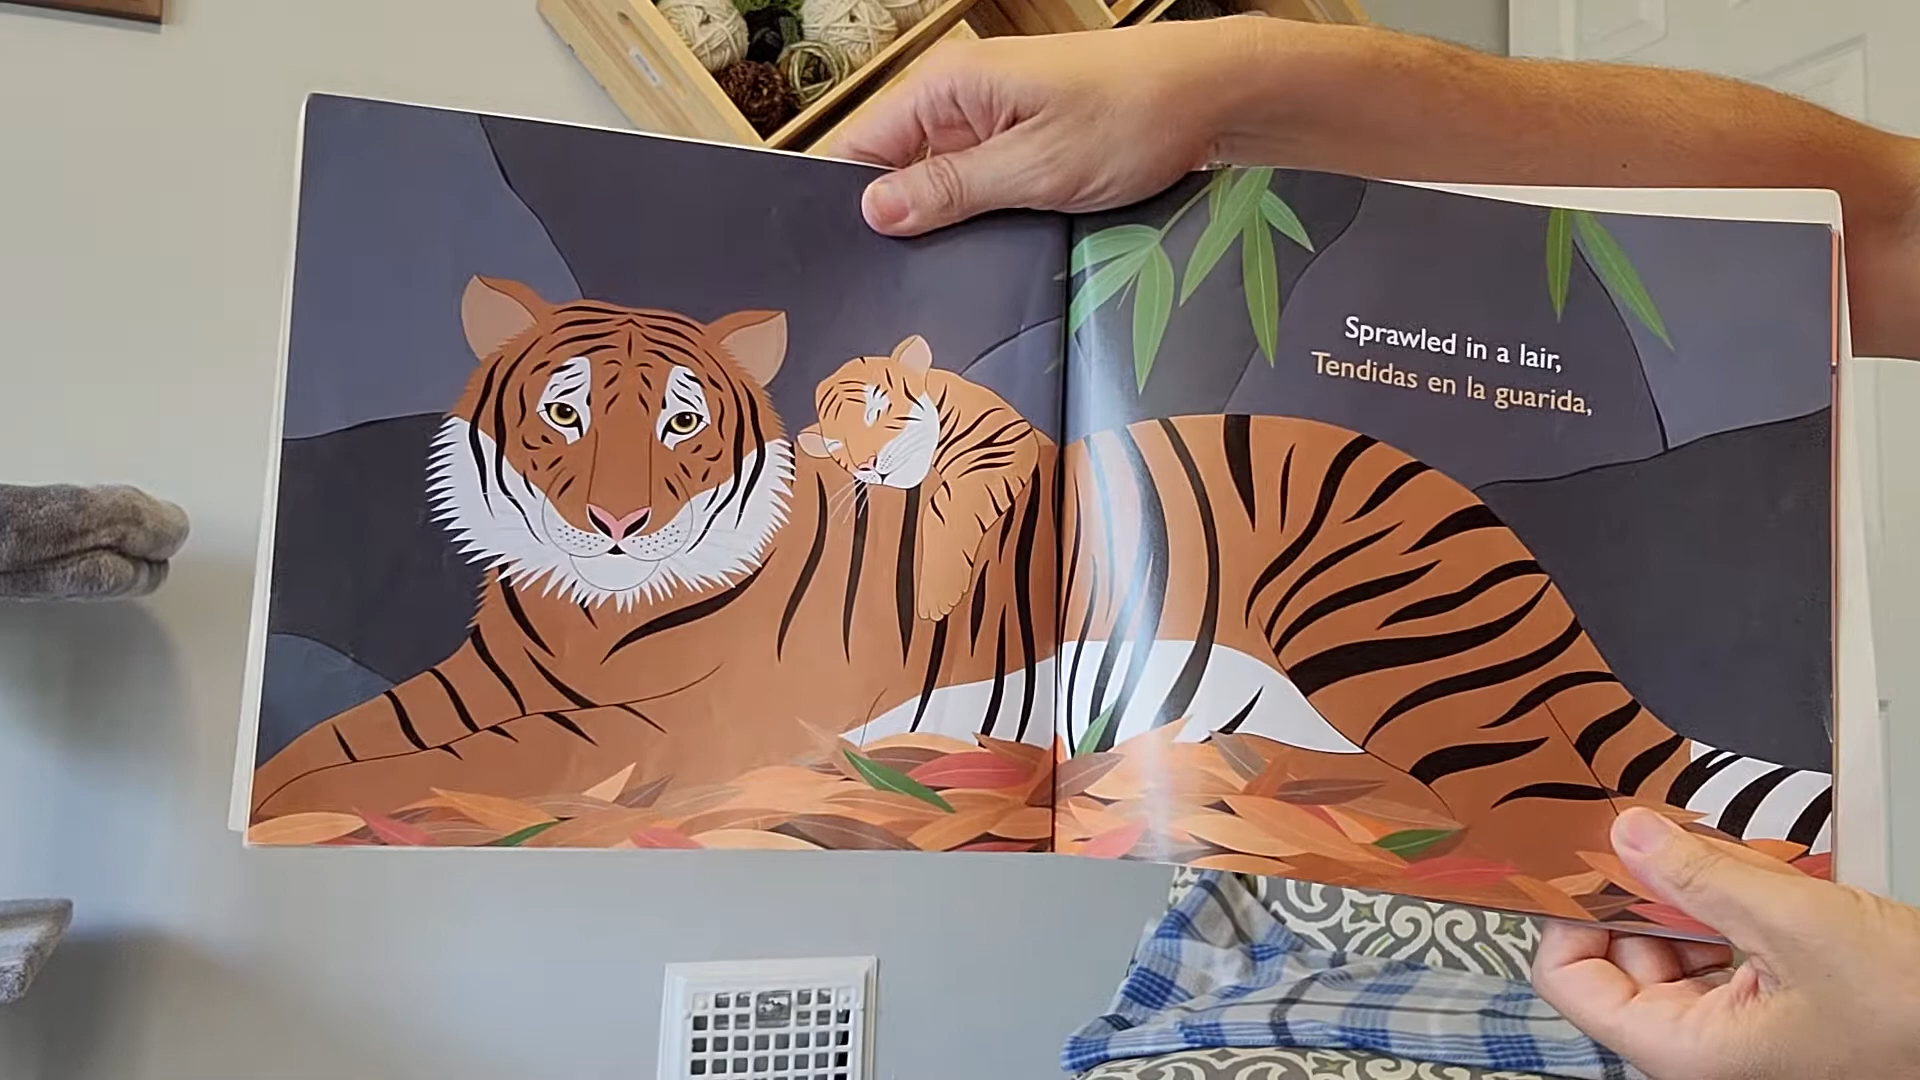 Sprawled in a lair,
Tendidas en la guarida,